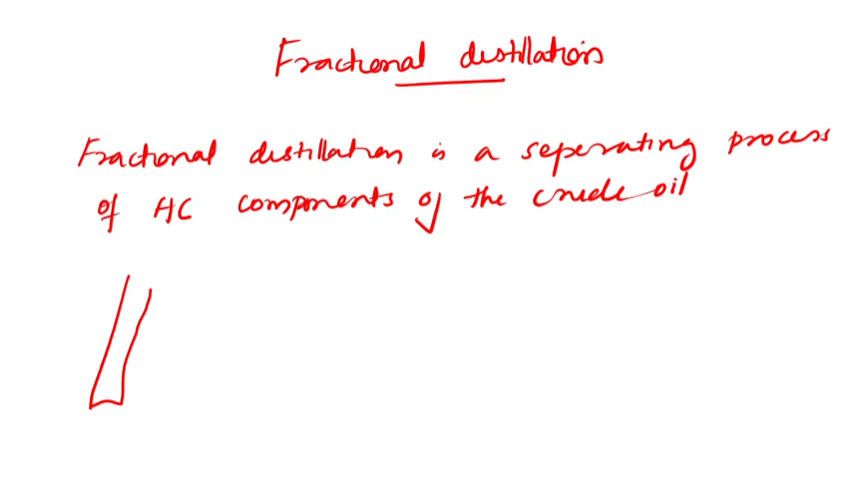 Fractional distillation
Fractional distillation is a seperating process
of HC components of the crude oil